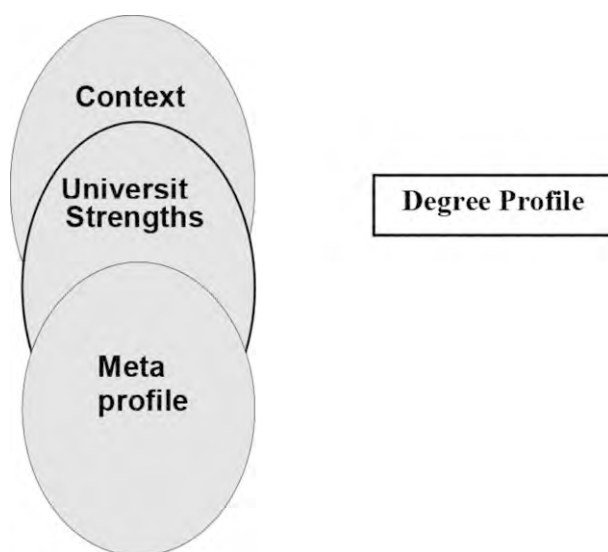 Context
Universit
Strengths
Degree Profile
Meta
profile